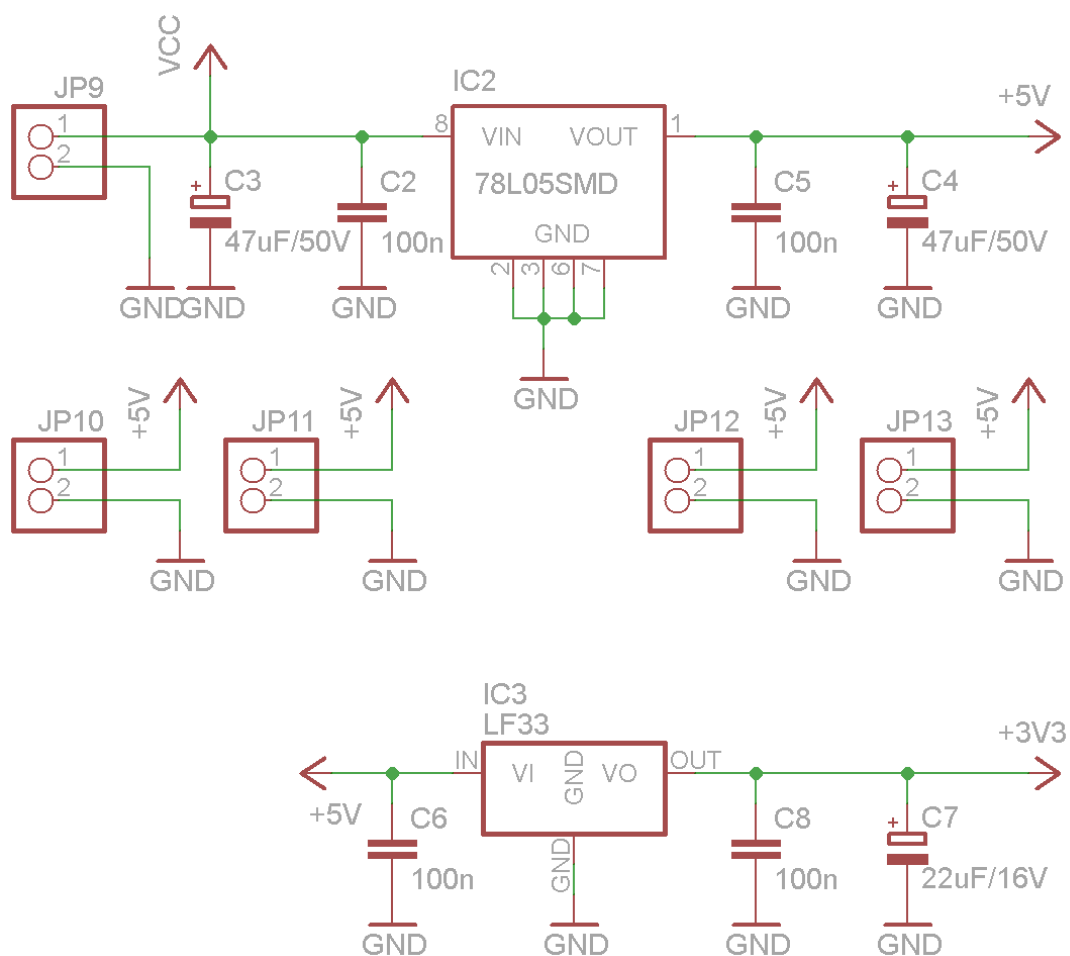 VCC
JP9
1
2
C3
+
47uF/50V
C2
100n
GND
GND
GND
IC2
8
VIN
VOUT
1
78L05SMD
GND
2
3
6
7
GND
+5V
C5
100n
C4
+
47uF/50V
GND
GND
JP10
+5V
1
2
GND
JP11
+5V
1
2
GND
JP12
+5V
1
2
GND
JP13
+5V
1
2
GND
IC3
LF33
IN
VI
GND
VO
OUT
GND
+5V
C6
100n
GND
GND
+3V3
C8
100n
C7
+
22uF/16V
GND
GND